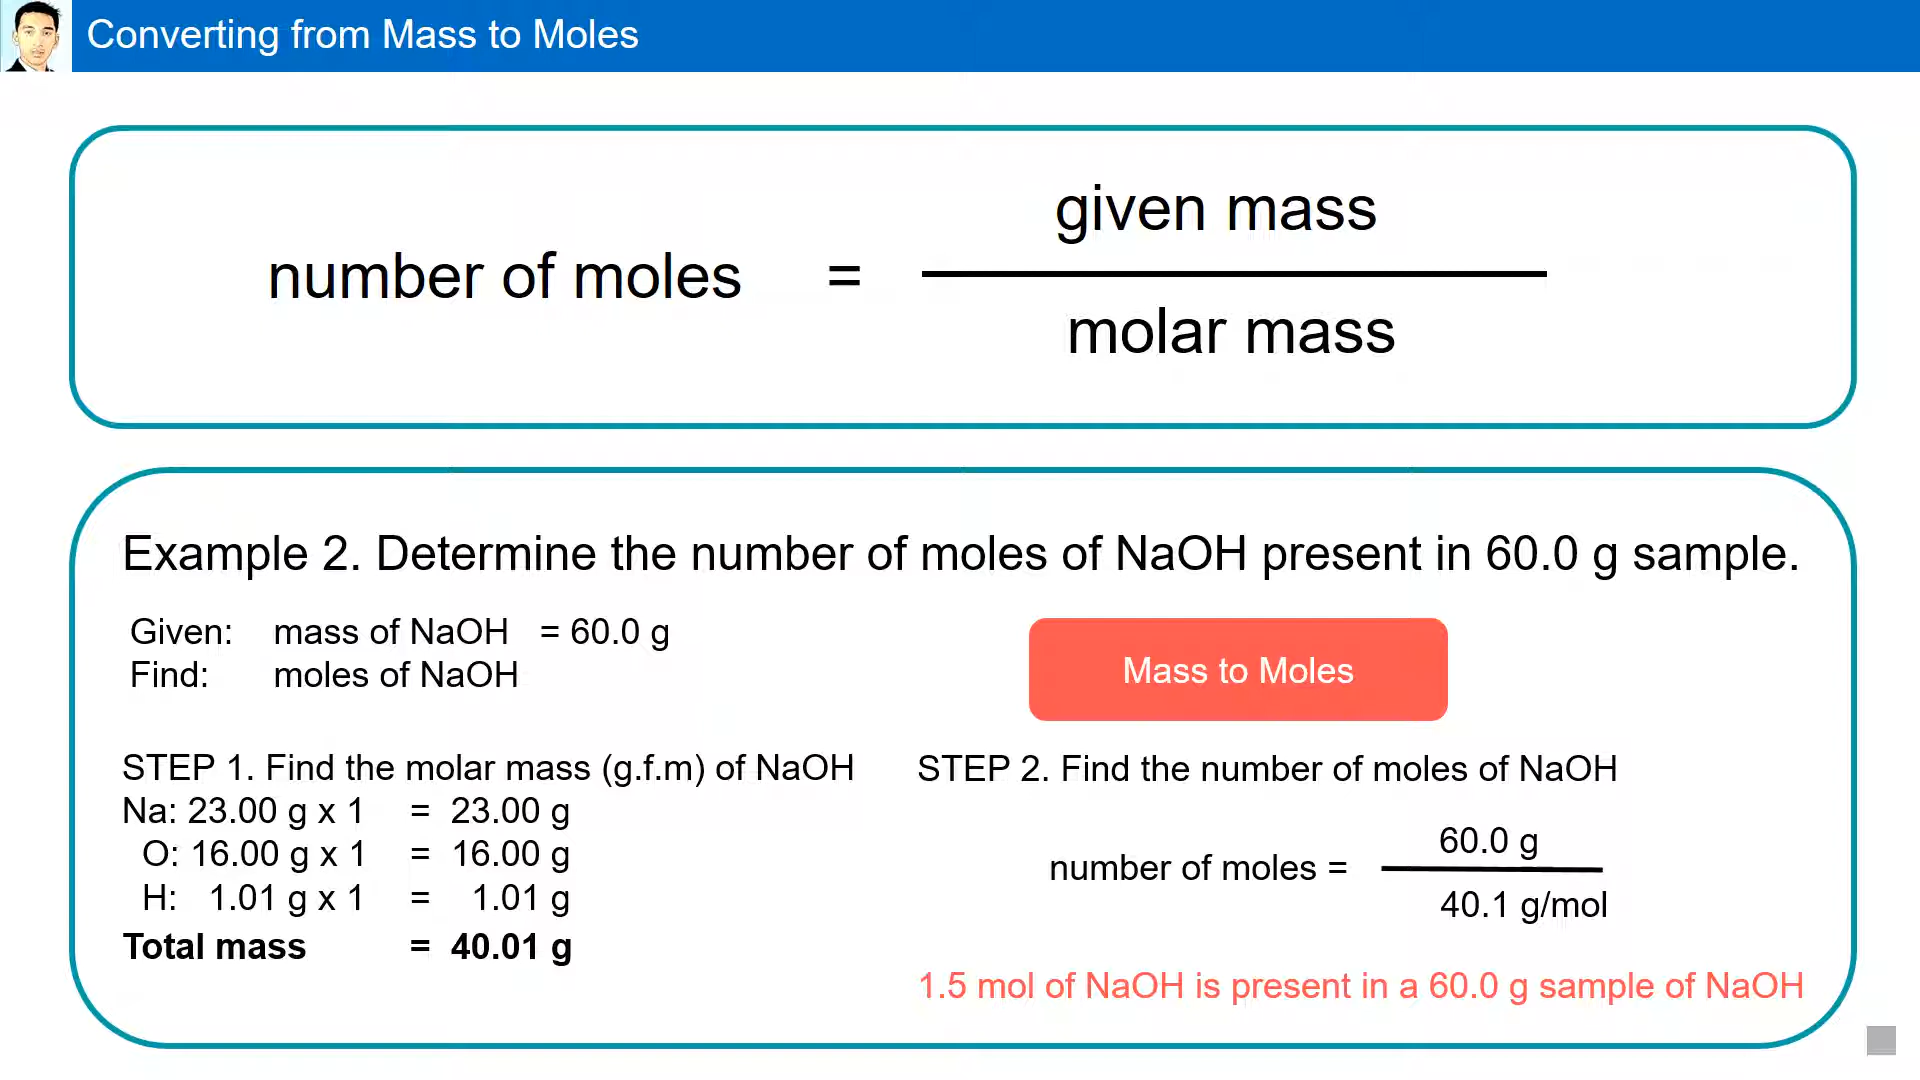 Converting from Mass to Moles
given mass
number of moles =
molar mass
Example 2. Determine the number of moles of NaOH present in 60.0 g sample.
Given: mass of NaOH = 60.0 g
Find: moles of NaOH
Mass to Moles
STEP 1. Find the molar mass (g.f.m) of NaOH
Na: 23.00 g x 1 = 23.00 g
O: 16.00 g x 1 = 16.00 g
H: 1.01 g x 1 = 1.01 g
Total mass = 40.01 g
STEP 2. Find the number of moles of NaOH
60.0 g
number of moles =
40.1 g/mol
1.5 mol of NaOH is present in a 60.0 g sample of NaOH